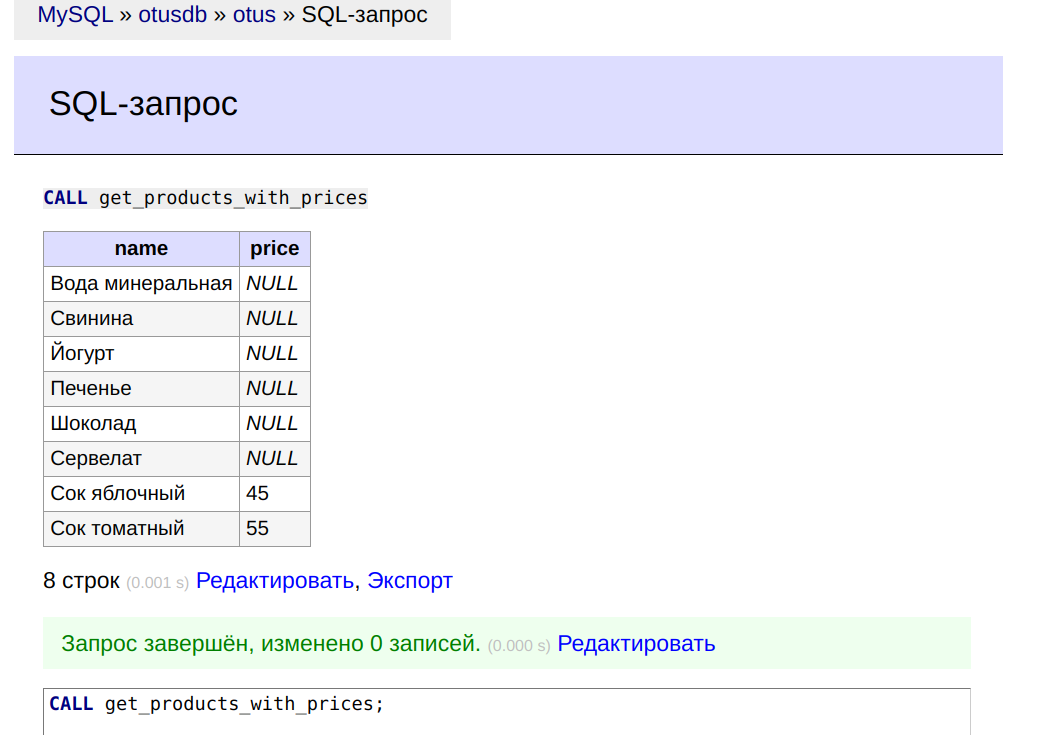 MySQL » otusdb » otus » SQL-запрос
SQL-запрос
CALL get_products_with_prices
name price
Вода минеральная NULL
Свинина NULL
Йогурт NULL
Печенье NULL
Шоколад NULL
Сервелат NULL
Сок яблочный 45
Сок томатный 55
8 строк (0.001 s) Редактировать, Экспорт
Запрос завершён, изменено 0 записей. (0.000 s) Редактировать
CALL get_products_with_prices;